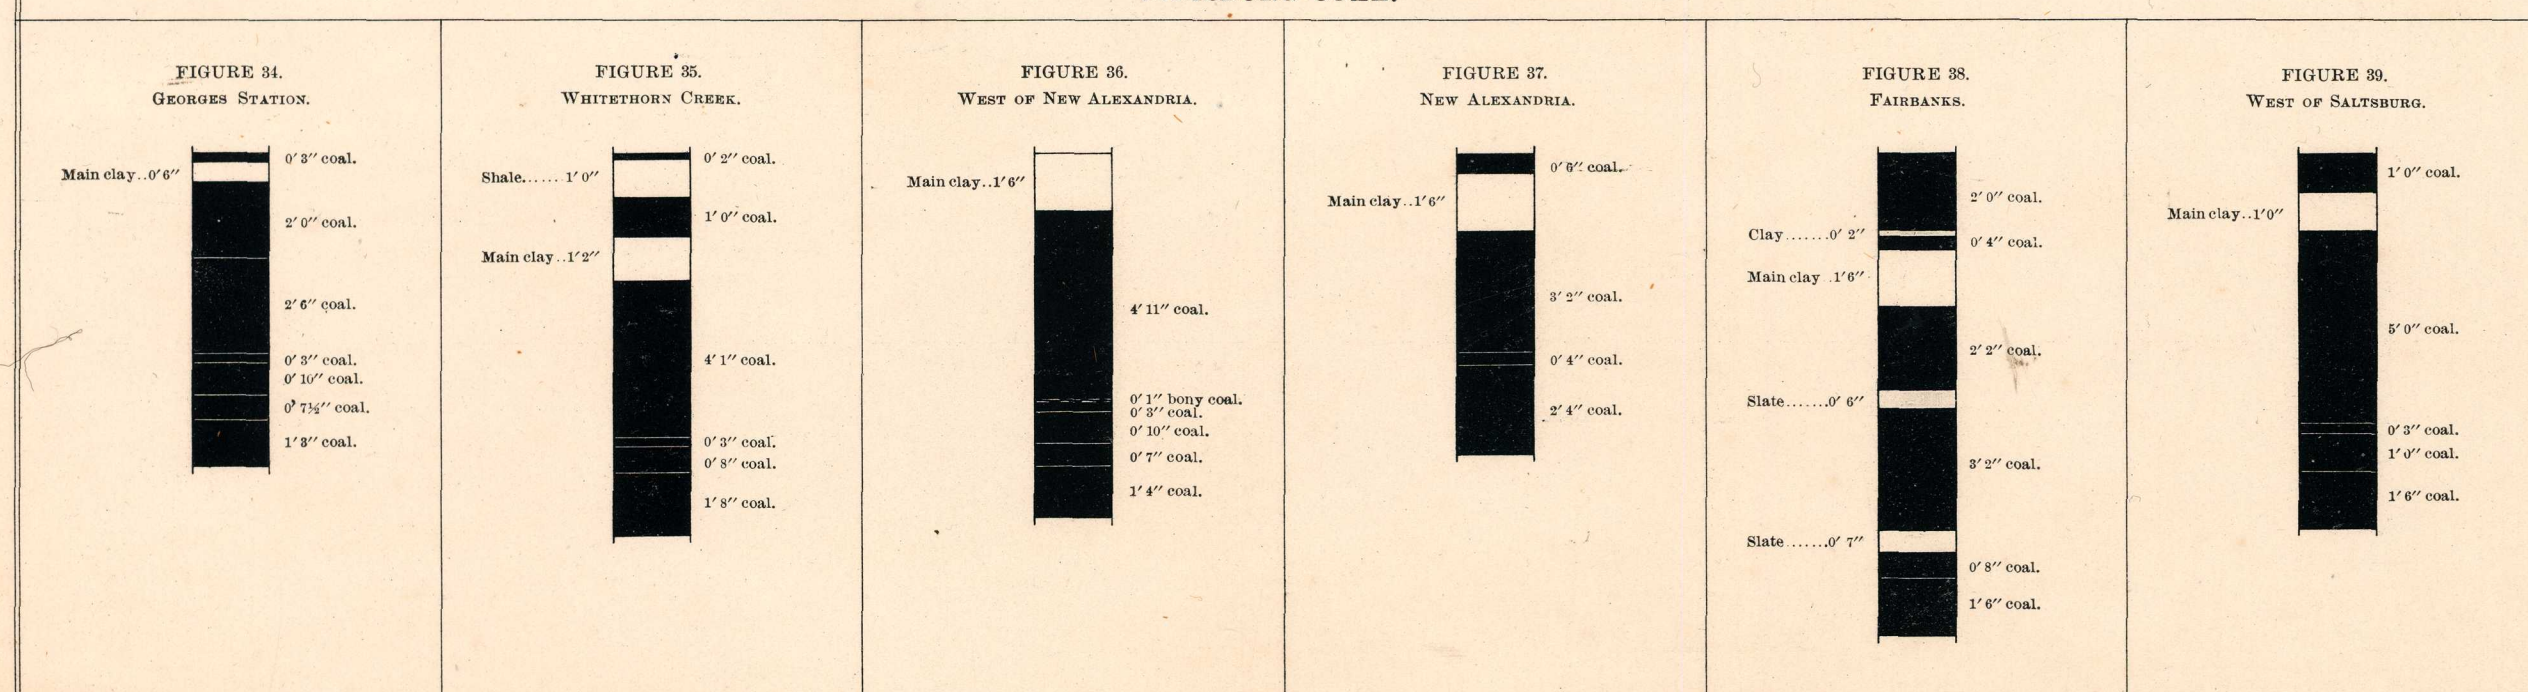 FIGURE 34.
GEORGES STATION.
0′ 3″ coal.
Main clay..0′6″
2′ 0″ coal.
2′ 6″ coal.
0′ 3″ coal.
0′ 10″ coal.
0′ 7½″ coal.
1′ 3″ coal.
FIGURE 35.
WHITETHORN CREEK.
0′ 2″ coal.
Shale...... 1′ 0″
1′ 0″ coal.
Main clay..1′2″
4′ 1″ coal.
0′ 3″ coal.
0′ 8″ coal.
1′ 8″ coal.
FIGURE 36.
WEST OF NEW ALEXANDRIA.
Main clay..1′6″
4′ 11″ coal.
0′ 1″ bony coal.
0′ 3″ coal.
0′ 10″ coal.
0′ 7″ coal.
1′ 4″ coal.
FIGURE 37.
NEW ALEXANDRIA.
0′ 6″ coal.
Main clay..1′6″
3′ 2″ coal.
0′ 4″ coal.
2′ 4″ coal.
FIGURE 38.
FAIRBANKS.
2′ 0″ coal.
Clay.......0′ 2″
0′ 4″ coal.
Main clay .1′6″
2′ 2″ coal.
Slate.......0′ 6″
3′ 2″ coal.
Slate.......0′ 7″
0′ 8″ coal.
1′ 6″ coal.
FIGURE 39.
WEST OF SALTSBURG.
1′ 0″ coal.
Main clay..1′0″
5′ 0″ coal.
0′ 3″ coal.
1′ 0″ coal.
1′ 6″ coal.